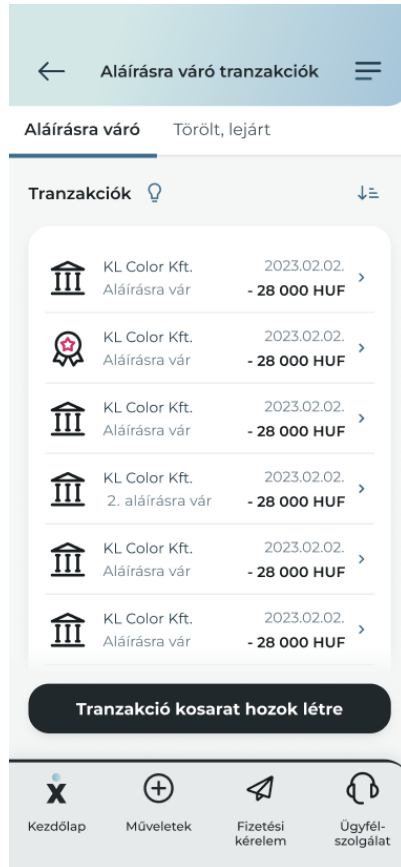 Aláírásra váró tranzakciók
Aláírásra váró Törölt, lejárt
Tranzakciók
KL Color Kft. 2023.02.02.
Aláírásra vár - 28 000 HUF
KL Color Kft. 2023.02.02.
Aláírásra vár - 28 000 HUF
KL Color Kft. 2023.02.02.
Aláírásra vár - 28 000 HUF
KL Color Kft. 2023.02.02.
2. aláírásra vár - 28 000 HUF
KL Color Kft. 2023.02.02.
Aláírásra vár - 28 000 HUF
KL Color Kft. 2023.02.02.
Aláírásra vár - 28 000 HUF
Tranzakció kosarat hozok létre
Kezdőlap Műveletek Fizetési Ügyfél-
kérelem szolgálat